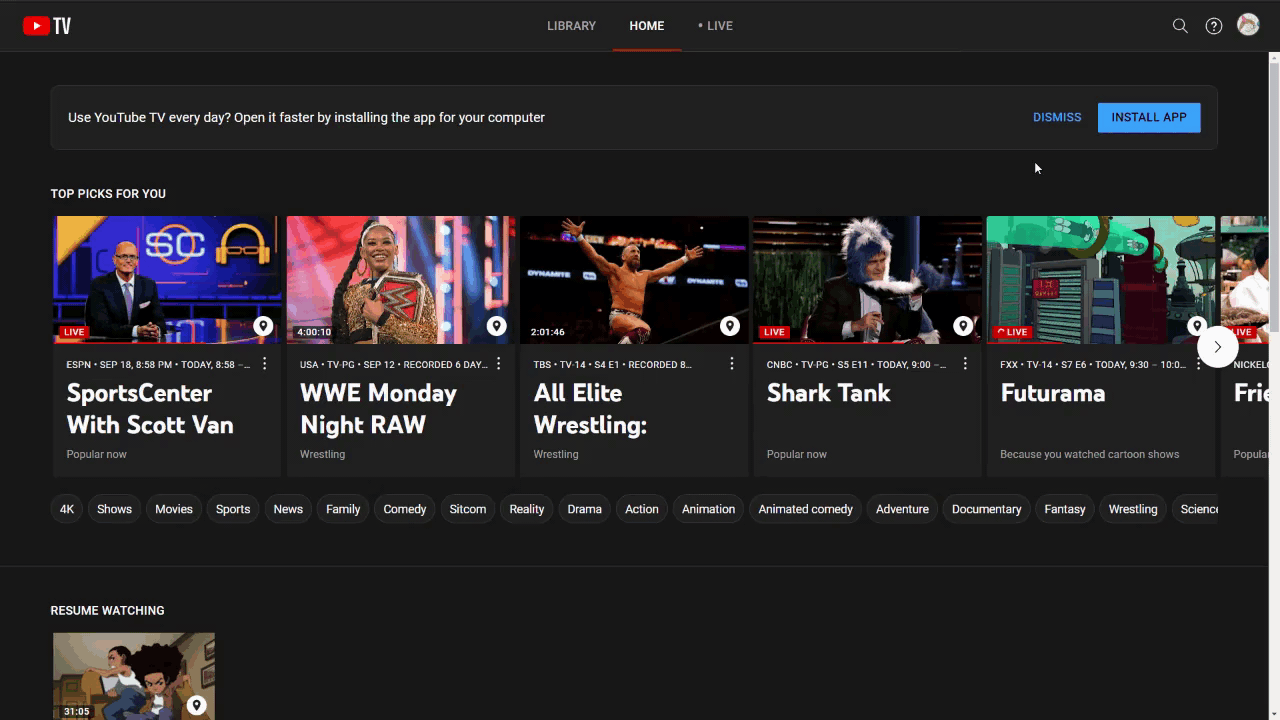 TV
LIBRARY
HOME
• LIVE
Use YouTube TV every day? Open it faster by installing the app for your computer
DISMISS
INSTALL APP
TOP PICKS FOR YOU
SC
LIVE
ESPN • SEP 18, 8:58 PM • TODAY, 8:58 –...
SportsCenter
With Scott Van
Popular now
4:00:10
USA • TV-PG • SEP 12 • RECORDED 6 DAY...
WWE Monday
Night RAW
Wrestling
DYNAMITE
DYNAMITE
2:01:46
TBS • TV-14 • S4 E1 • RECORDED 8...
All Elite
Wrestling:
Wrestling
LIVE
CNBC • TV-PG • S5 E11 • TODAY, 9:00 –...
Shark Tank
Popular now
LIVE
FXX • TV-14 • S7 E6 • TODAY, 9:30 – 10:0...
Futurama
Because you watched cartoon shows
LIVE
NICKELO
Frie
Popula
4K
Shows
Movies
Sports
News
Family
Comedy
Sitcom
Reality
Drama
Action
Animation
Animated comedy
Adventure
Documentary
Fantasy
Wrestling
Science
RESUME WATCHING
31:05